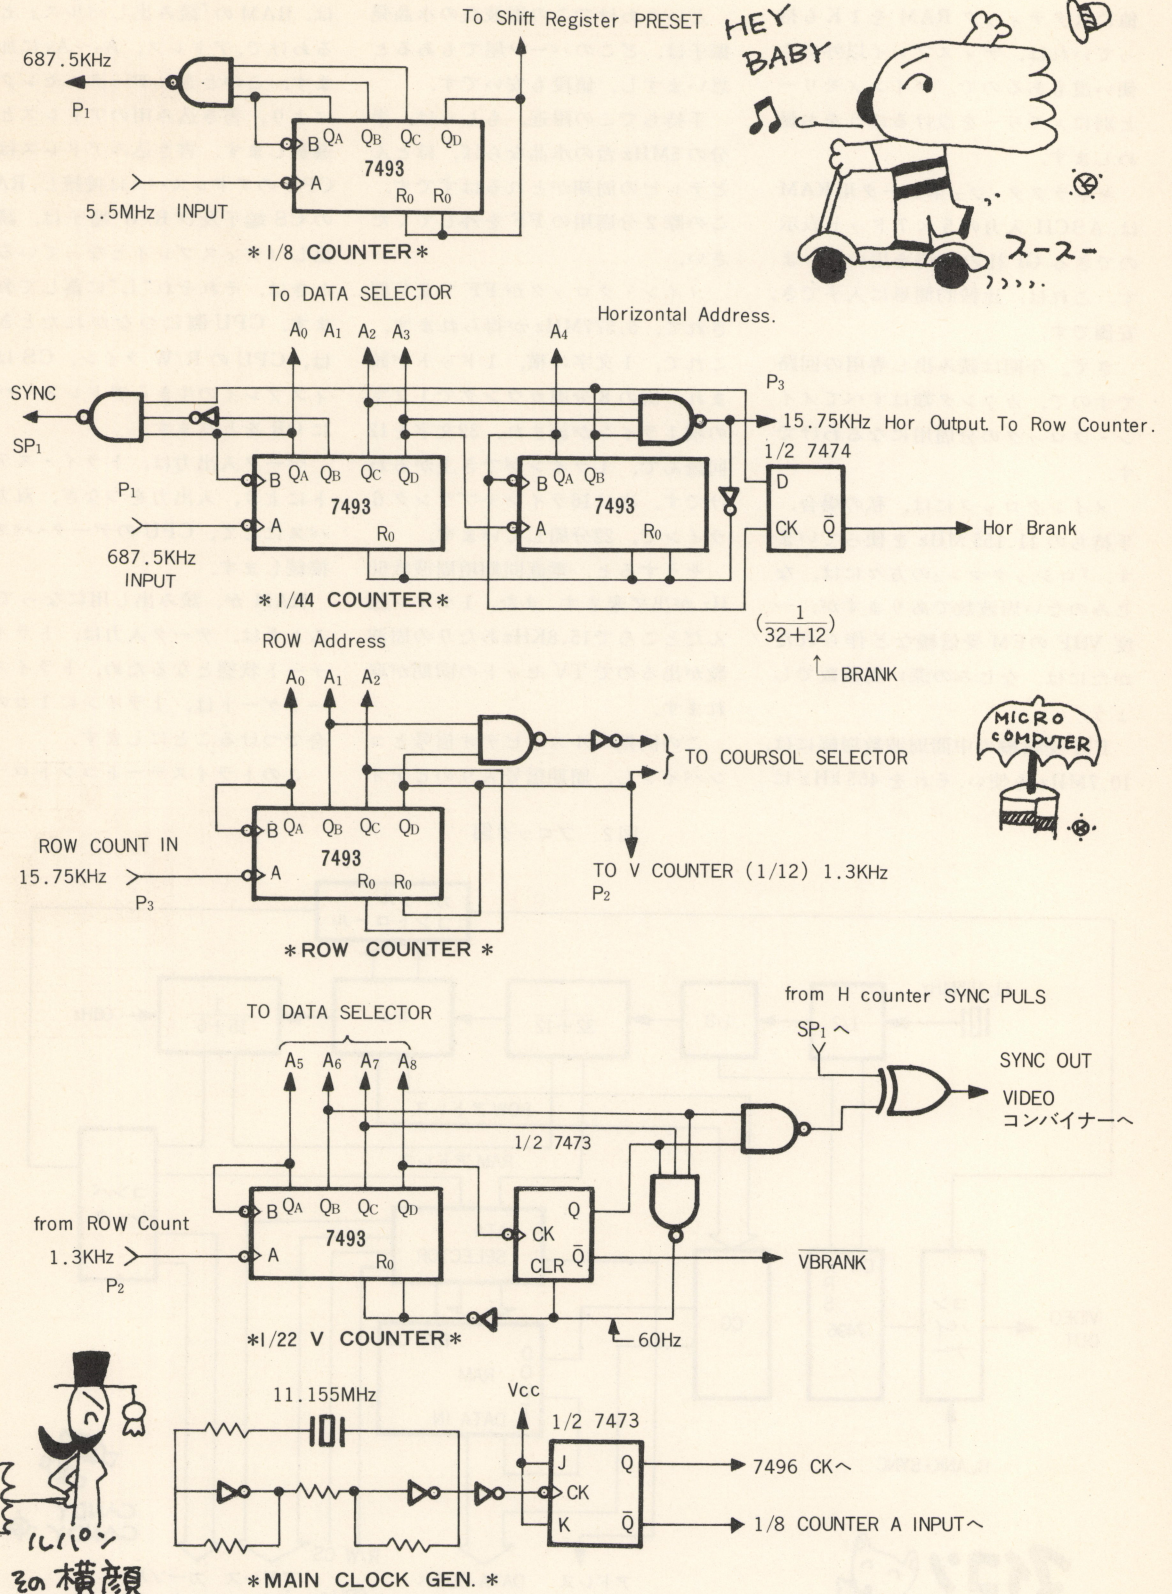 To Shift Register PRESET
HEY
BABY
687.5KHz
P1
QA QB QC QD
B
7493
A
R0 R0
5.5MHz INPUT
*1/8 COUNTER*
スースー
To DATA SELECTOR
Horizontal Address.
A0 A1 A2 A3
A4
SYNC
SP1
P3
15.75KHz Hor Output. To Row Counter.
1/2 7474
QA QB QC QD
B
7493
A
R0
B QA QB
7493
A
R0
D
CK Q̅
Hor Brank
P1
687.5KHz
INPUT
*1/44 COUNTER*
(1/32+12)
BRANK
ROW Address
A0 A1 A2
MICRO
COMPUTER
TO COURSOL SELECTOR
B QA QB QC QD
7493
A
R0 R0
ROW COUNT IN
15.75KHz
P3
TO V COUNTER (1/12) 1.3KHz
P2
*ROW COUNTER*
from H counter SYNC PULS
TO DATA SELECTOR
SP1へ
A5 A6 A7 A8
SYNC OUT
VIDEO
コンバイナーへ
1/2 7473
B QA QB QC QD
7493
A
R0
Q
CK
Q̅
CLR
from ROW Count
1.3KHz
P2
VBRANK
*1/22 V COUNTER*
60Hz
11.155MHz
Vcc
1/2 7473
J Q
CK
K Q̅
7496 CKへ
1/8 COUNTER A INPUTへ
ルパン
その横顔
*MAIN CLOCK GEN.*